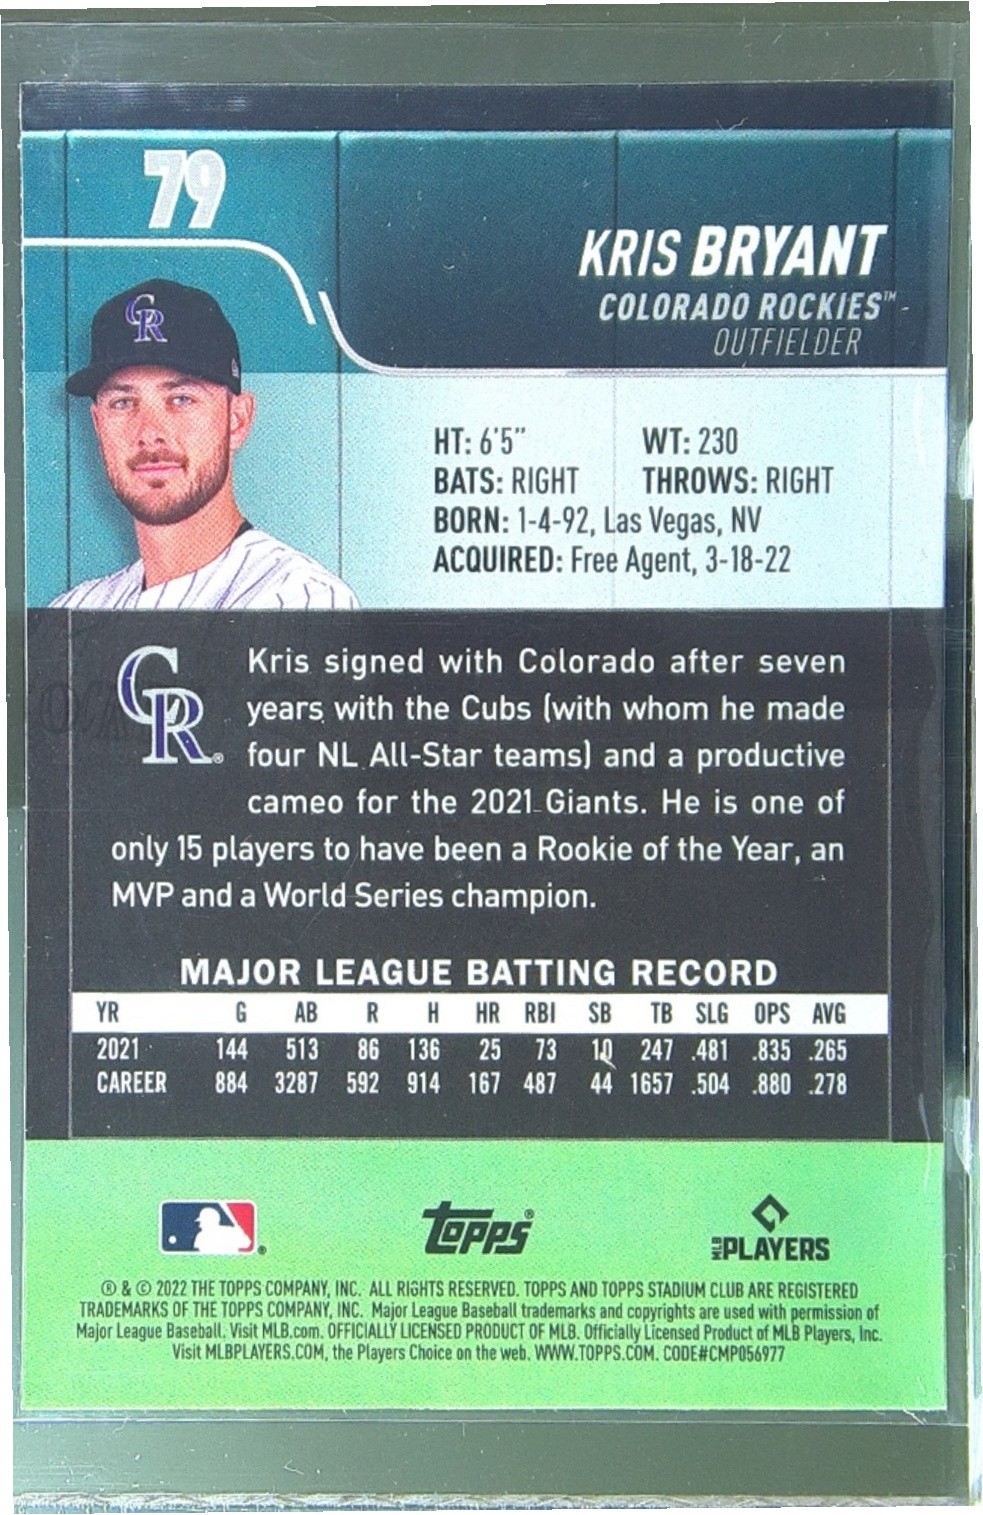 79
KRIS BRYANT
COLORADO ROCKIES™
OUTFIELDER
CR
HT: 6'5" WT: 230
BATS: RIGHT THROWS: RIGHT
BORN: 1-4-92, Las Vegas, NV
ACQUIRED: Free Agent, 3-18-22
CR®
Kris signed with Colorado after seven
years with the Cubs (with whom he made
four NL All-Star teams) and a productive
cameo for the 2021 Giants. He is one of
only 15 players to have been a Rookie of the Year, an
MVP and a World Series champion.
MAJOR LEAGUE BATTING RECORD
YR G AB R H HR RBI SB TB SLG OPS AVG
2021 144 513 86 136 25 73 10 247 .481 .835 .265
CAREER 884 3287 592 914 167 487 44 1657 .504 .880 .278
® topps® MLB PLAYERS
® & © 2022 THE TOPPS COMPANY, INC. ALL RIGHTS RESERVED. TOPPS AND TOPPS STADIUM CLUB ARE REGISTERED
TRADEMARKS OF THE TOPPS COMPANY, INC. Major League Baseball trademarks and copyrights are used with permission of
Major League Baseball. Visit MLB.com. OFFICIALLY LICENSED PRODUCT OF MLB. Officially Licensed Product of MLB Players, Inc.
Visit MLBPLAYERS.COM, the Players Choice on the web. WWW.TOPPS.COM. CODE#CMP056977